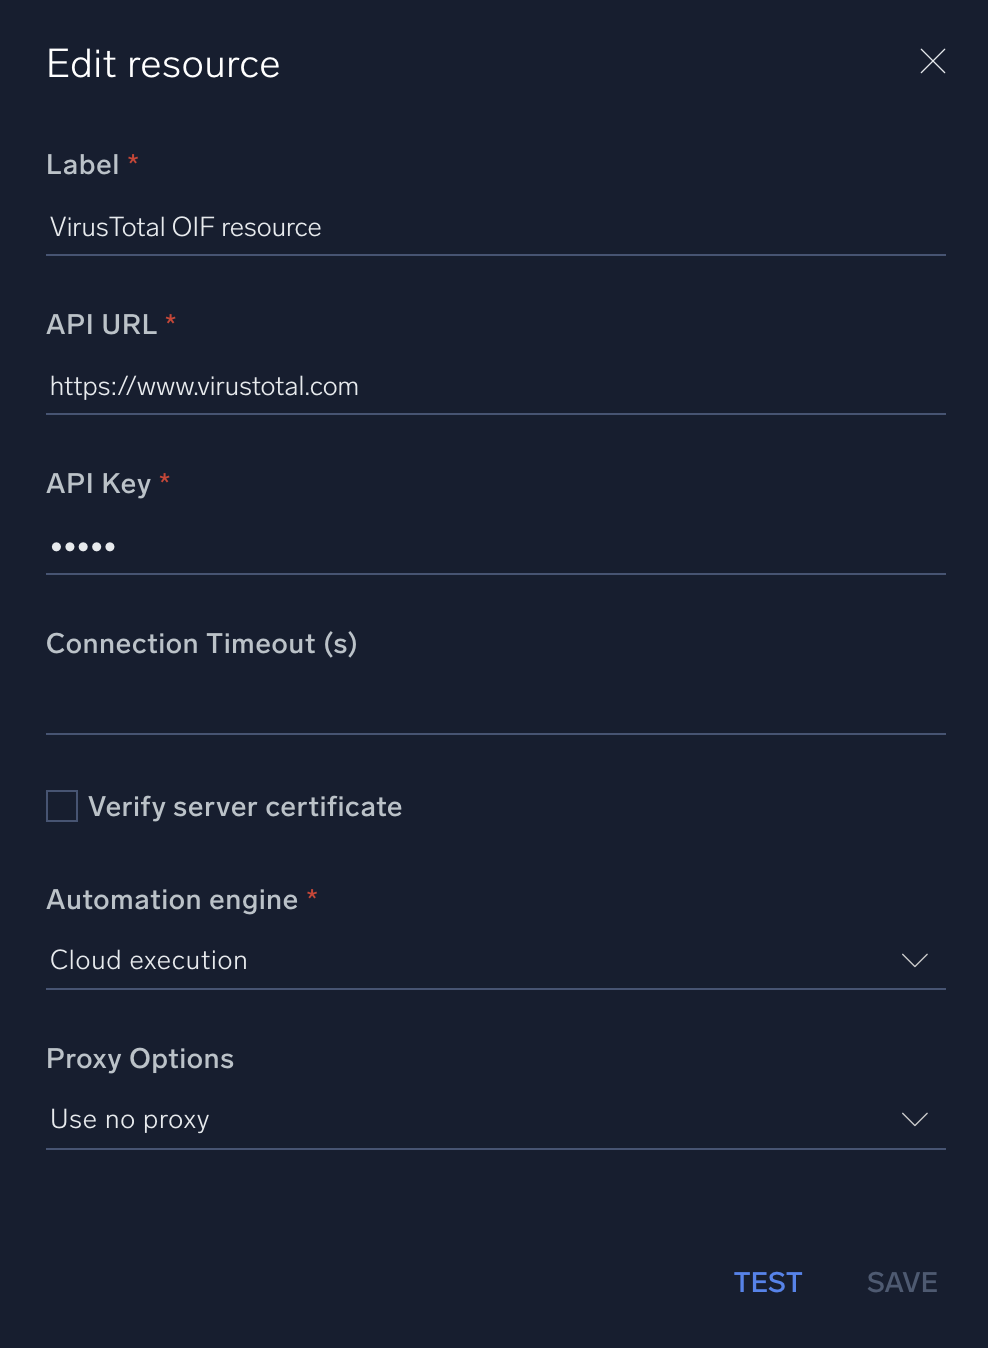 Edit resource
Label *
VirusTotal OIF resource
API URL *
https://www.virustotal.com
API Key *
•••••
Connection Timeout (s)
Verify server certificate
Automation engine *
Cloud execution
Proxy Options
Use no proxy
TEST SAVE